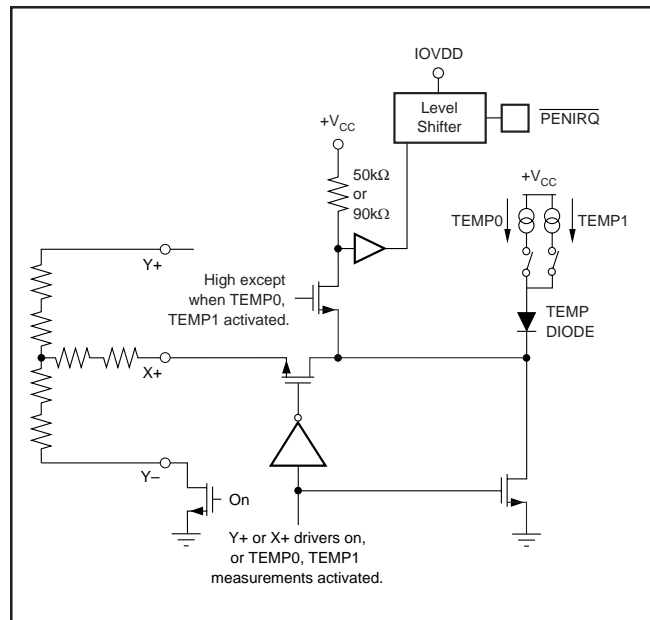 IOVDD
Level
Shifter
PENIRQ
+VCC
50kΩ
or
90kΩ
+VCC
TEMP0
TEMP1
Y+
High except
when TEMP0,
TEMP1 activated.
TEMP
DIODE
X+
Y–
On
Y+ or X+ drivers on,
or TEMP0, TEMP1
measurements activated.